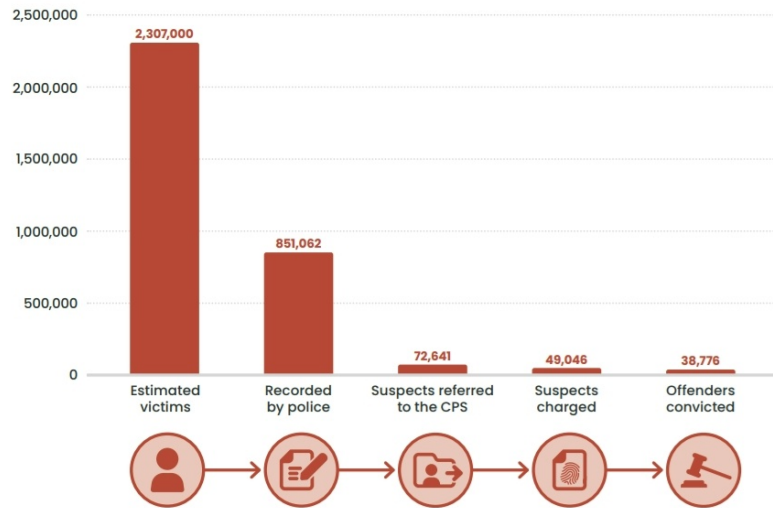 2,500,000
2,307,000
2,000,000
1,500,000
1,000,000
851,062
500,000
72,641
49,046
38,776
0
Estimated
victims
Recorded
by police
Suspects referred
to the CPS
Suspects
charged
Offenders
convicted